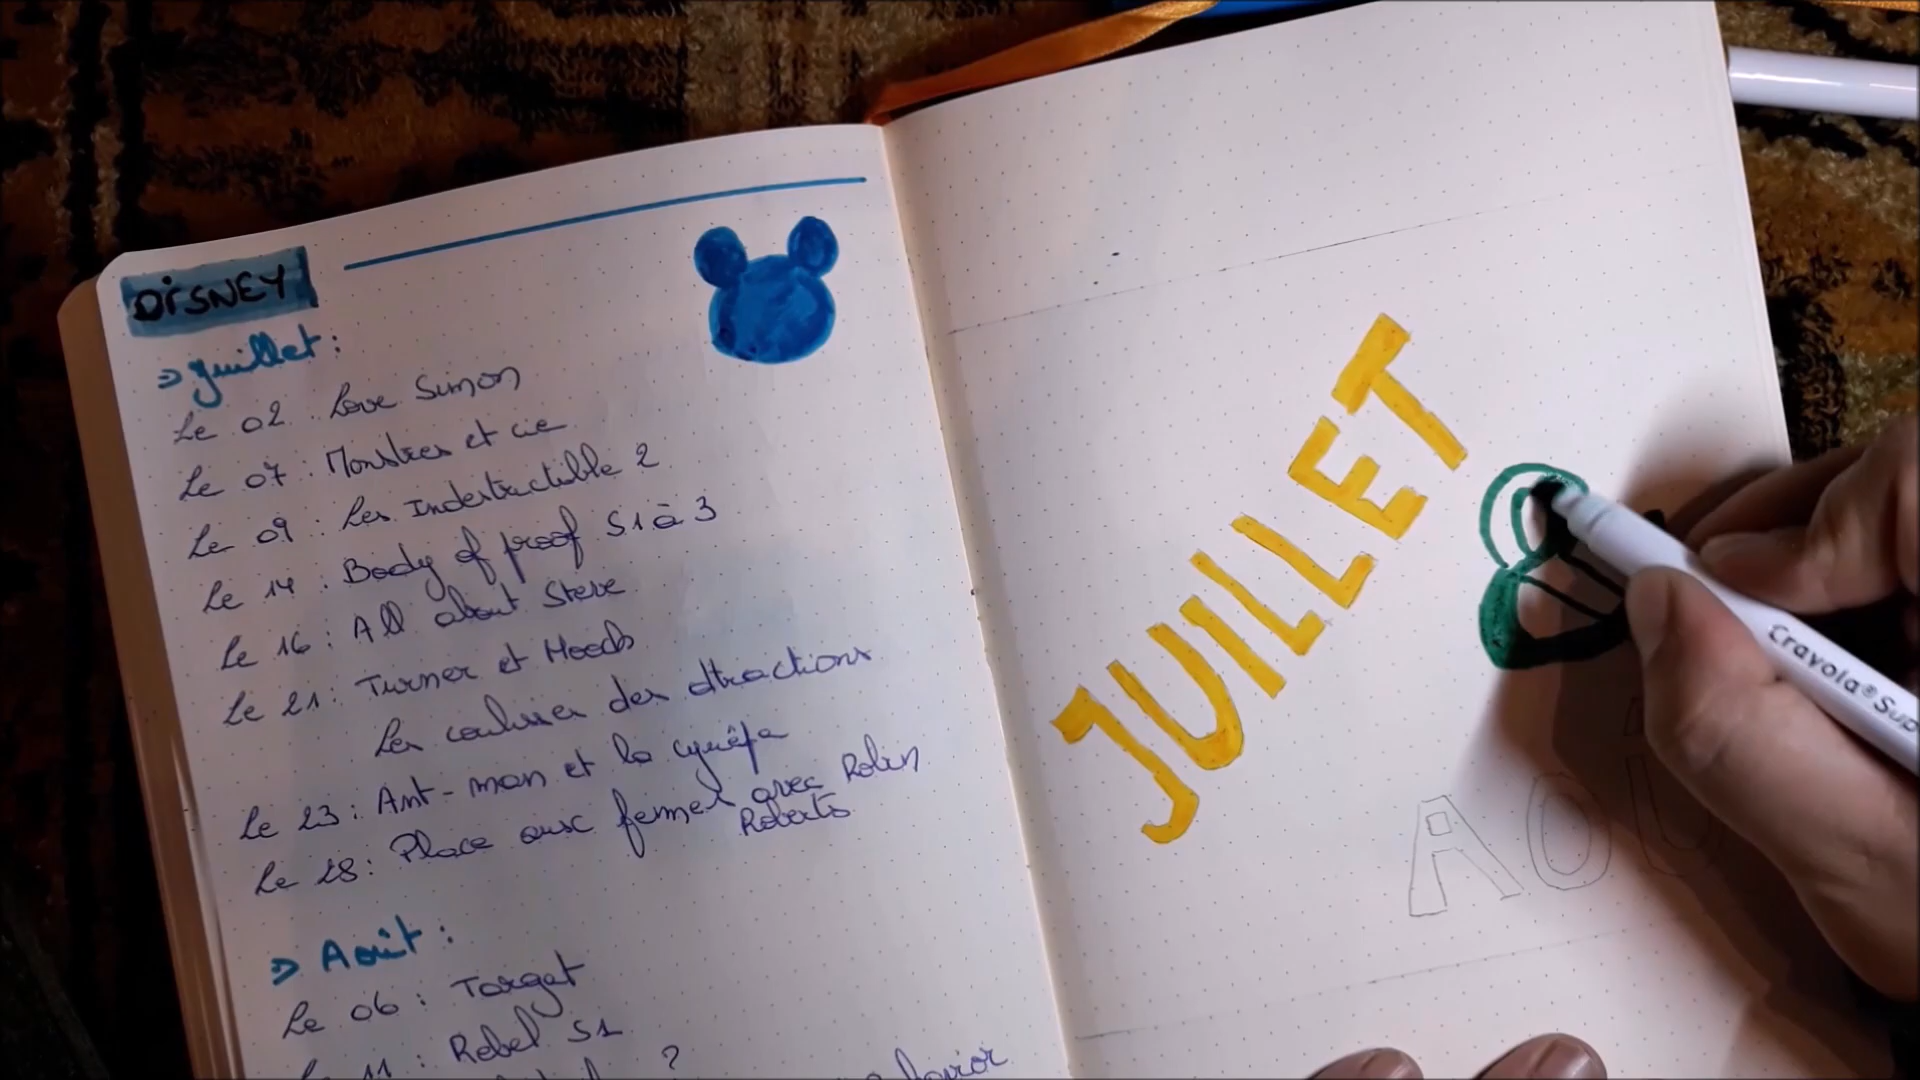 DISNEY
⇒ Juillet :
Le 02 : Love Simon
Le 07 : Monstres et cie
Le 09 : Les Indestructible 2
Le 14 : Body of proof S1 à 3
Le 16 : All about Steve
Le 21 : Turner et Hooch
Les coulisses des attractions
Le 23 : Ant-man et la guêpe
Le 28 : Place aux femmes avec Robin
Roberts
⇒ Août :
Le 06 : Target
11 : Rebel S1
?
JUILLET
&
AOU
Crayola® Sup